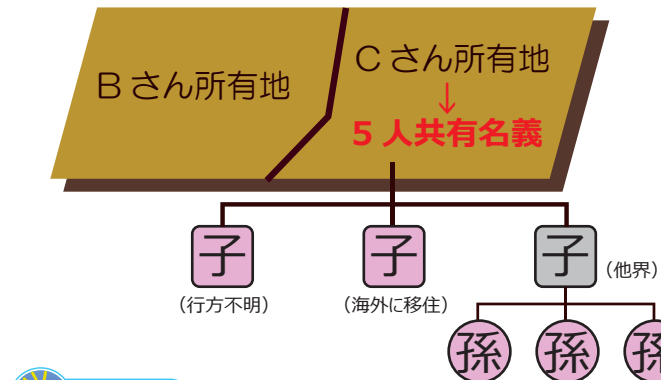 Bさん所有地
Cさん所有地
↓
5人共有名義
子
子
子
(他界)
(行方不明)
(海外に移住)
孫
孫
孫